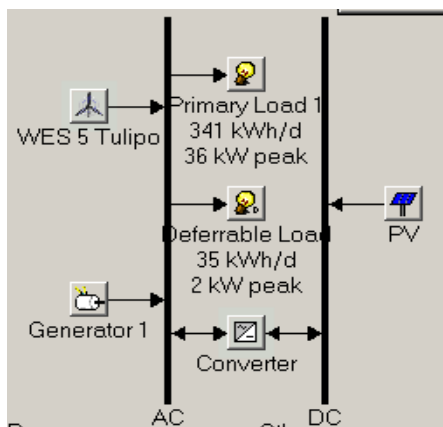 Primary Load 1
341 kWh/d
36 kW peak
WES 5 Tulipo
Deferrable Load
35 kWh/d
2 kW peak
PV
Generator 1
Converter
AC
DC